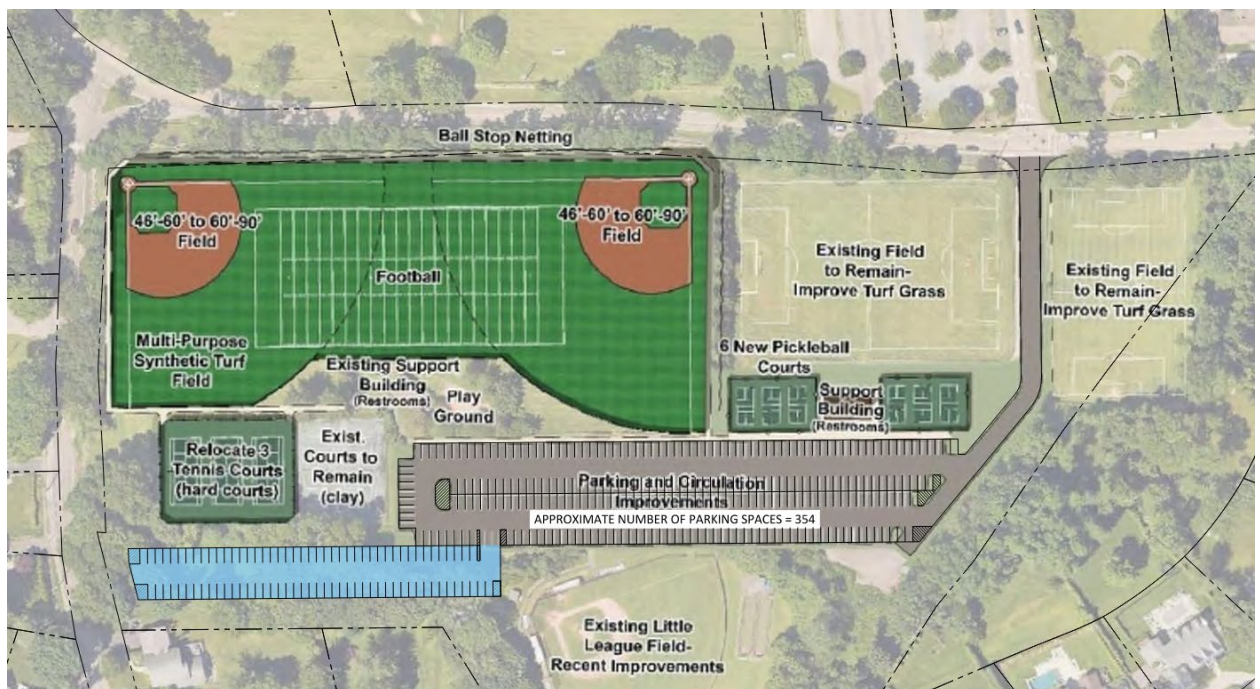 Ball Stop Netting
46'-60' to 60'-90'
Field
46'-60' to 60'-90'
Field
Football
Existing Field
to Remain-
Improve Turf Grass
Existing Field
to Remain-
Improve Turf Grass
Multi-Purpose
Synthetic Turf
Field
Existing Support
Building
(Restrooms)
Play
Ground
6 New Pickleball
Courts
Support
Building
(Restrooms)
Relocate 3
Tennis Courts
(hard courts)
Exist.
Courts to
Remain
(clay)
Parking and Circulation
Improvements
APPROXIMATE NUMBER OF PARKING SPACES = 354
Existing Little
League Field-
Recent Improvements